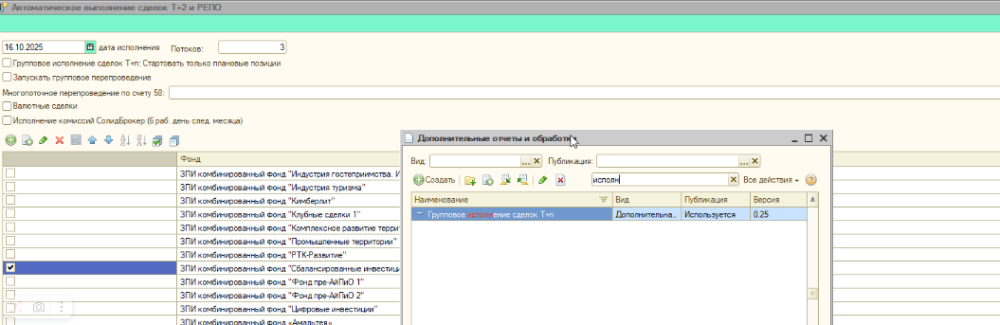 Автоматическое выполнение сделок Т+2 и РЕПО
16.10.2025 дата исполнения Потоков: 3
Групповое исполнение сделок Т+n: Стартовать только плановые позиции
Запускать групповое перепроведение
Многопоточное перепроведение по счету 58:
Валютные сделки
Исполнение комиссий СолидБрокер (6 раб. день след. месяца)
Фонд
ЗПИ комбинированный фонд "Индустрия гостеприимства. И
ЗПИ комбинированный фонд "Индустрия туризма"
ЗПИ комбинированный фонд "Кимберлит"
ЗПИ комбинированный фонд "Клубные сделки 1"
ЗПИ комбинированный фонд "Комплексное развитие террит
ЗПИ комбинированный фонд "Промышленные территории"
ЗПИ комбинированный фонд "РТК-Развитие"
ЗПИ комбинированный фонд "Сбалансированные инвестици
ЗПИ комбинированный фонд "Фонд пре-АйПиО 1"
ЗПИ комбинированный фонд "Фонд пре-АйПиО 2"
ЗПИ комбинированный фонд "Цифровые инвестиции"
ЗПИ комбинированный фонд «Амальтея»
Дополнительные отчеты и обработки
Вид: ... Публикация: ...
Создать исполн Все действия
Наименование Вид Публикация Версия
Групповое исполнение сделок Т+n Дополнительна... Используется 0.25